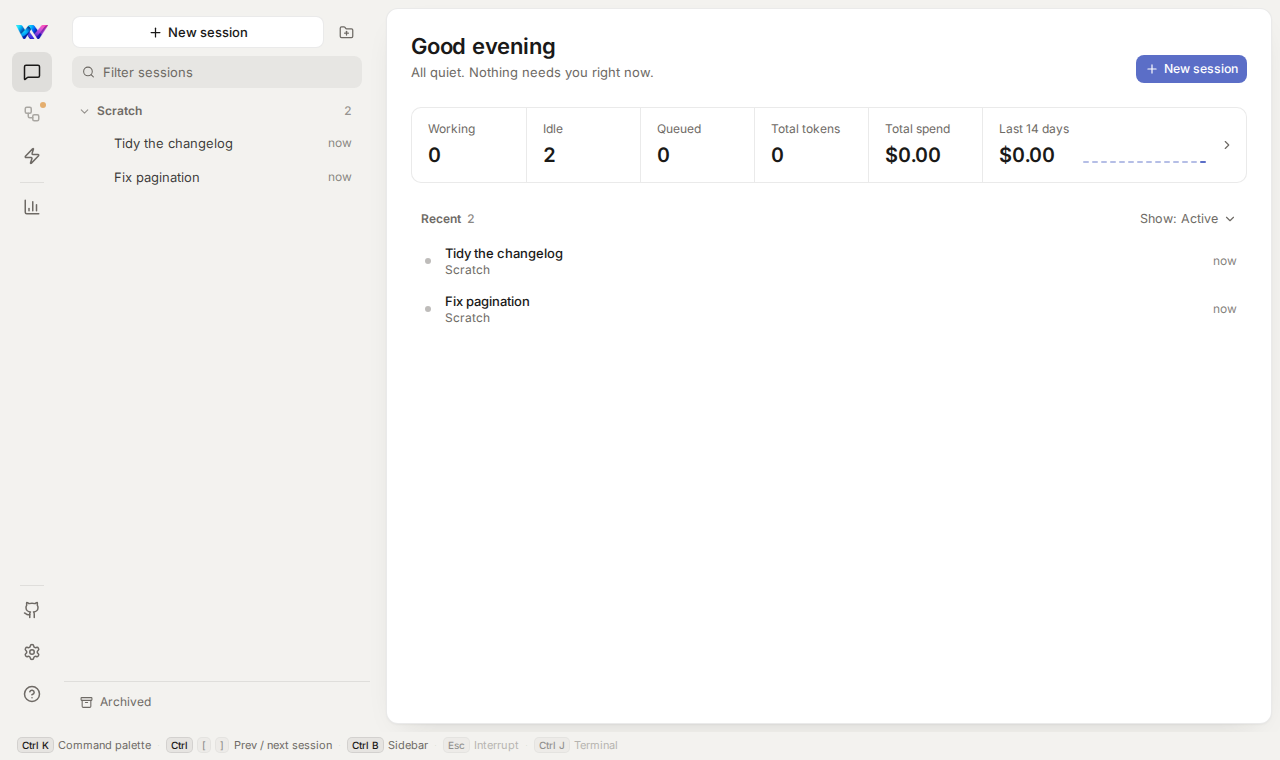 New session
Filter sessions
Scratch 2
Tidy the changelog now
Fix pagination now
Archived
Good evening
All quiet. Nothing needs you right now.
New session
Working
0
Idle
2
Queued
0
Total tokens
0
Total spend
$0.00
Last 14 days
$0.00
Recent 2
Show: Active
Tidy the changelog
Scratch
now
Fix pagination
Scratch
now
Ctrl K Command palette Ctrl [ ] Prev / next session Ctrl B Sidebar Esc Interrupt Ctrl J Terminal